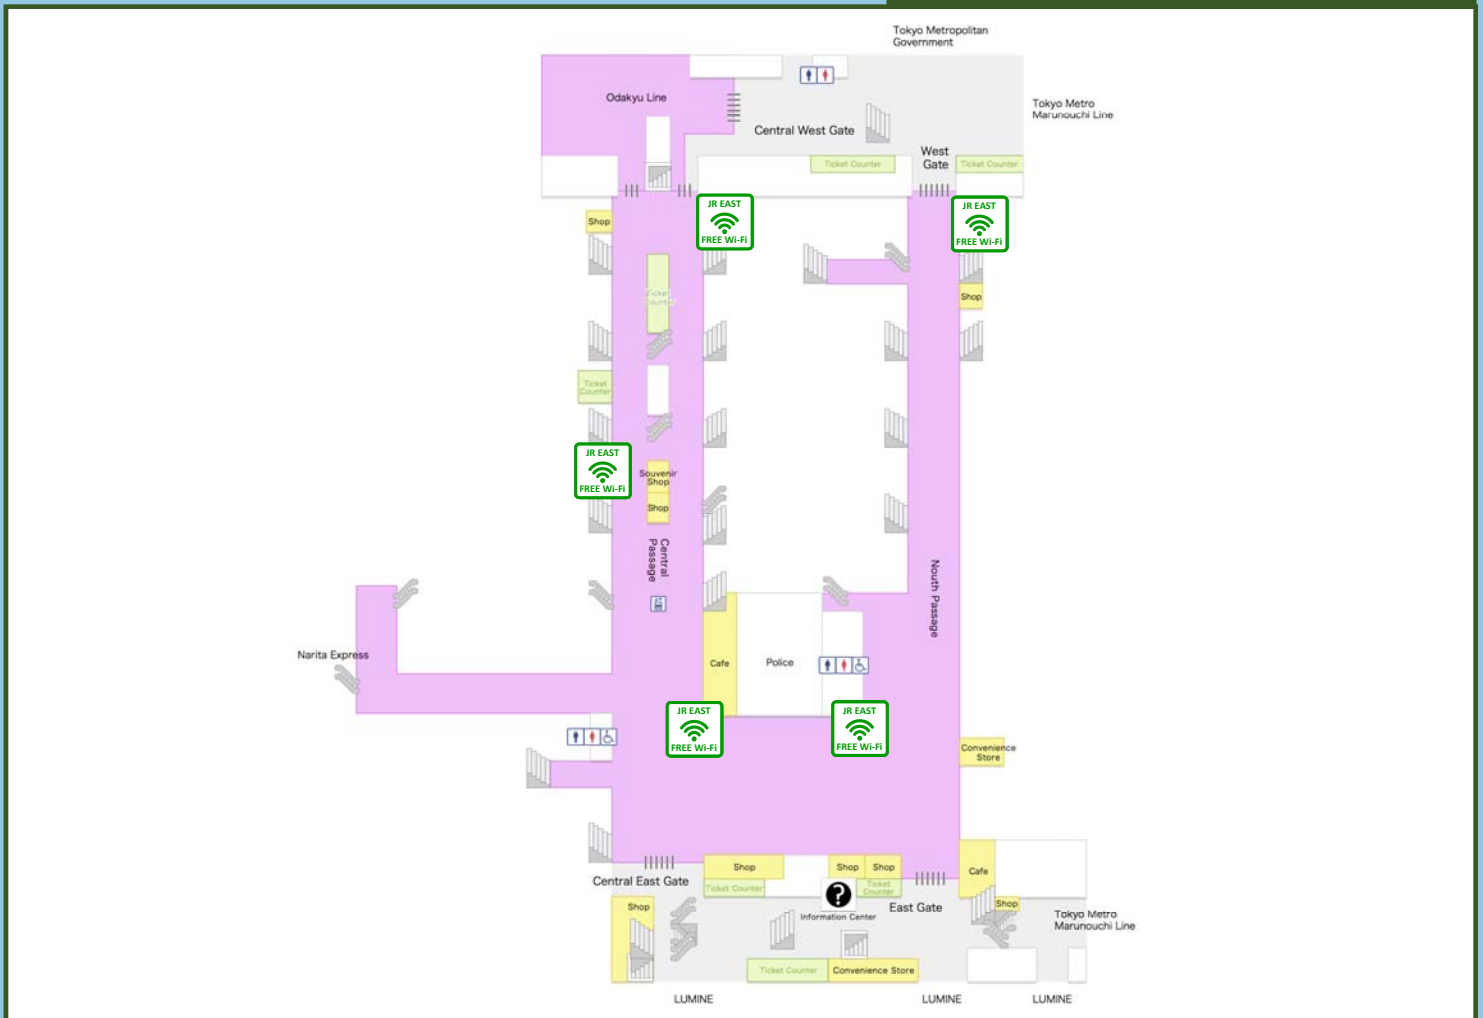 Tokyo Metropolitan
Government
Odakyu Line
Tokyo Metro
Marunouchi Line
Central West Gate
West
Gate
Ticket Counter
Ticket Counter
JR EAST
FREE Wi-Fi
JR EAST
FREE Wi-Fi
Shop
Ticket
Counter
Shop
Ticket
Counter
JR EAST
FREE Wi-Fi
Souvenir
Shop
Shop
Central
Passage
Nouth Passage
Narita Express
Cafe
Police
JR EAST
FREE Wi-Fi
JR EAST
FREE Wi-Fi
Convenience
Store
Shop
Shop
Shop
Cafe
Central East Gate
Ticket Counter
?
Ticket
Counter
East Gate
Information Center
Shop
Shop
Tokyo Metro
Marunouchi Line
Ticket Counter
Convenience Store
LUMINE
LUMINE
LUMINE